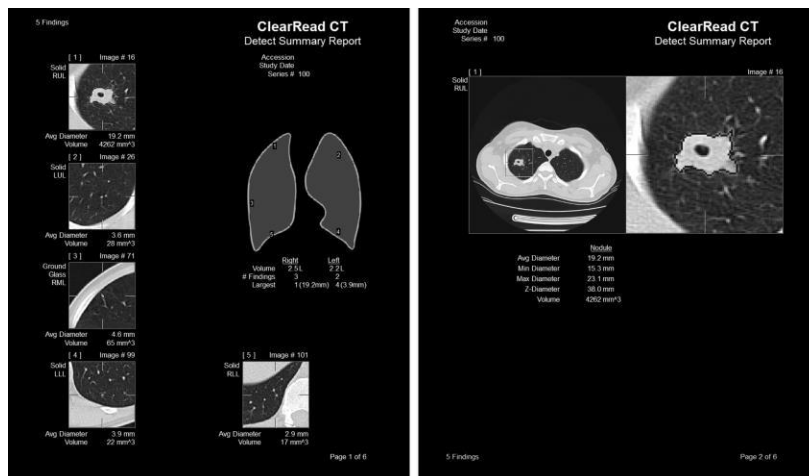 5 Findings
ClearRead CT
Detect Summary Report
Accession
Study Date
Series # 100
[ 1 ] Image # 16
Solid
RUL
Avg Diameter 19.2 mm
Volume 4262 mm^3
[ 2 ] Image # 26
Solid
LUL
Avg Diameter 3.6 mm
Volume 28 mm^3
[ 3 ] Image # 71
Ground
Glass
RML
Avg Diameter 4.6 mm
Volume 65 mm^3
[ 4 ] Image # 99
Solid
LLL
Avg Diameter 3.9 mm
Volume 22 mm^3
1
2
3
4
5
Right Left
Volume 2.5 L 2.2 L
# Findings 3 2
Largest 1 (19.2mm) 4 (3.9mm)
[ 5 ] Image # 101
Solid
RLL
Avg Diameter 2.9 mm
Volume 17 mm^3
Page 1 of 6
Accession
Study Date
Series # 100
ClearRead CT
Detect Summary Report
[ 1 ] Image # 16
Solid
RUL
Nodule
Avg Diameter 19.2 mm
Min Diameter 15.3 mm
Max Diameter 23.1 mm
Z-Diameter 38.0 mm
Volume 4262 mm^3
5 Findings
Page 2 of 6